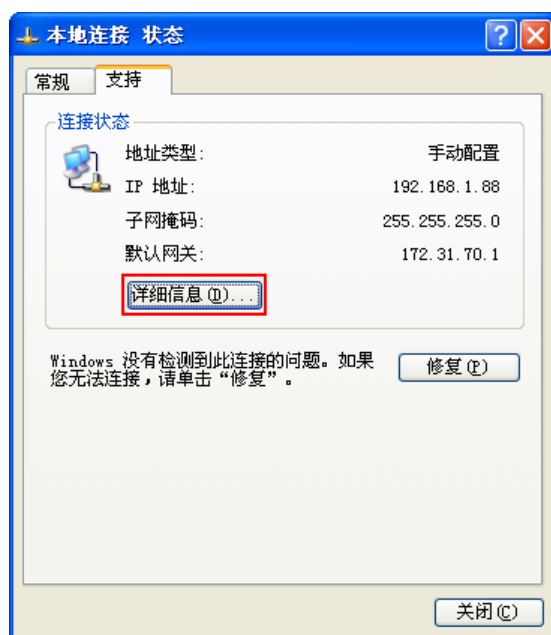 本地连接 状态
常规 支持
连接状态
地址类型: 手动配置
IP 地址: 192.168.1.88
子网掩码: 255.255.255.0
默认网关: 172.31.70.1
详细信息(D)...
Windows 没有检测到此连接的问题。如果
您无法连接，请单击“修复”。
修复(P)
关闭(C)